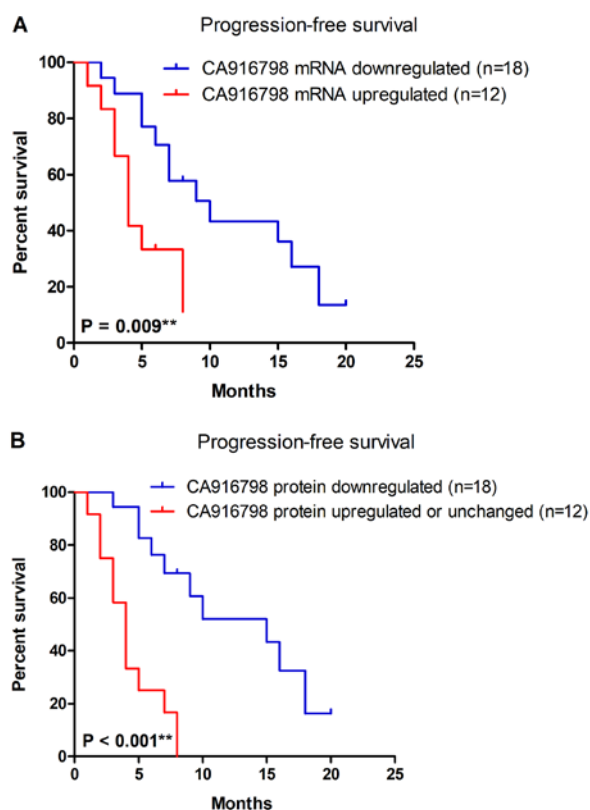 A
Progression-free survival
CA916798 mRNA downregulated (n=18)
CA916798 mRNA upregulated (n=12)
Percent survival
100
80
60
40
20
0
P = 0.009**
0 5 10 15 20 25
Months
B
Progression-free survival
CA916798 protein downregulated (n=18)
CA916798 protein upregulated or unchanged (n=12)
Percent survival
100
80
60
40
20
0
P < 0.001**
0 5 10 15 20 25
Months